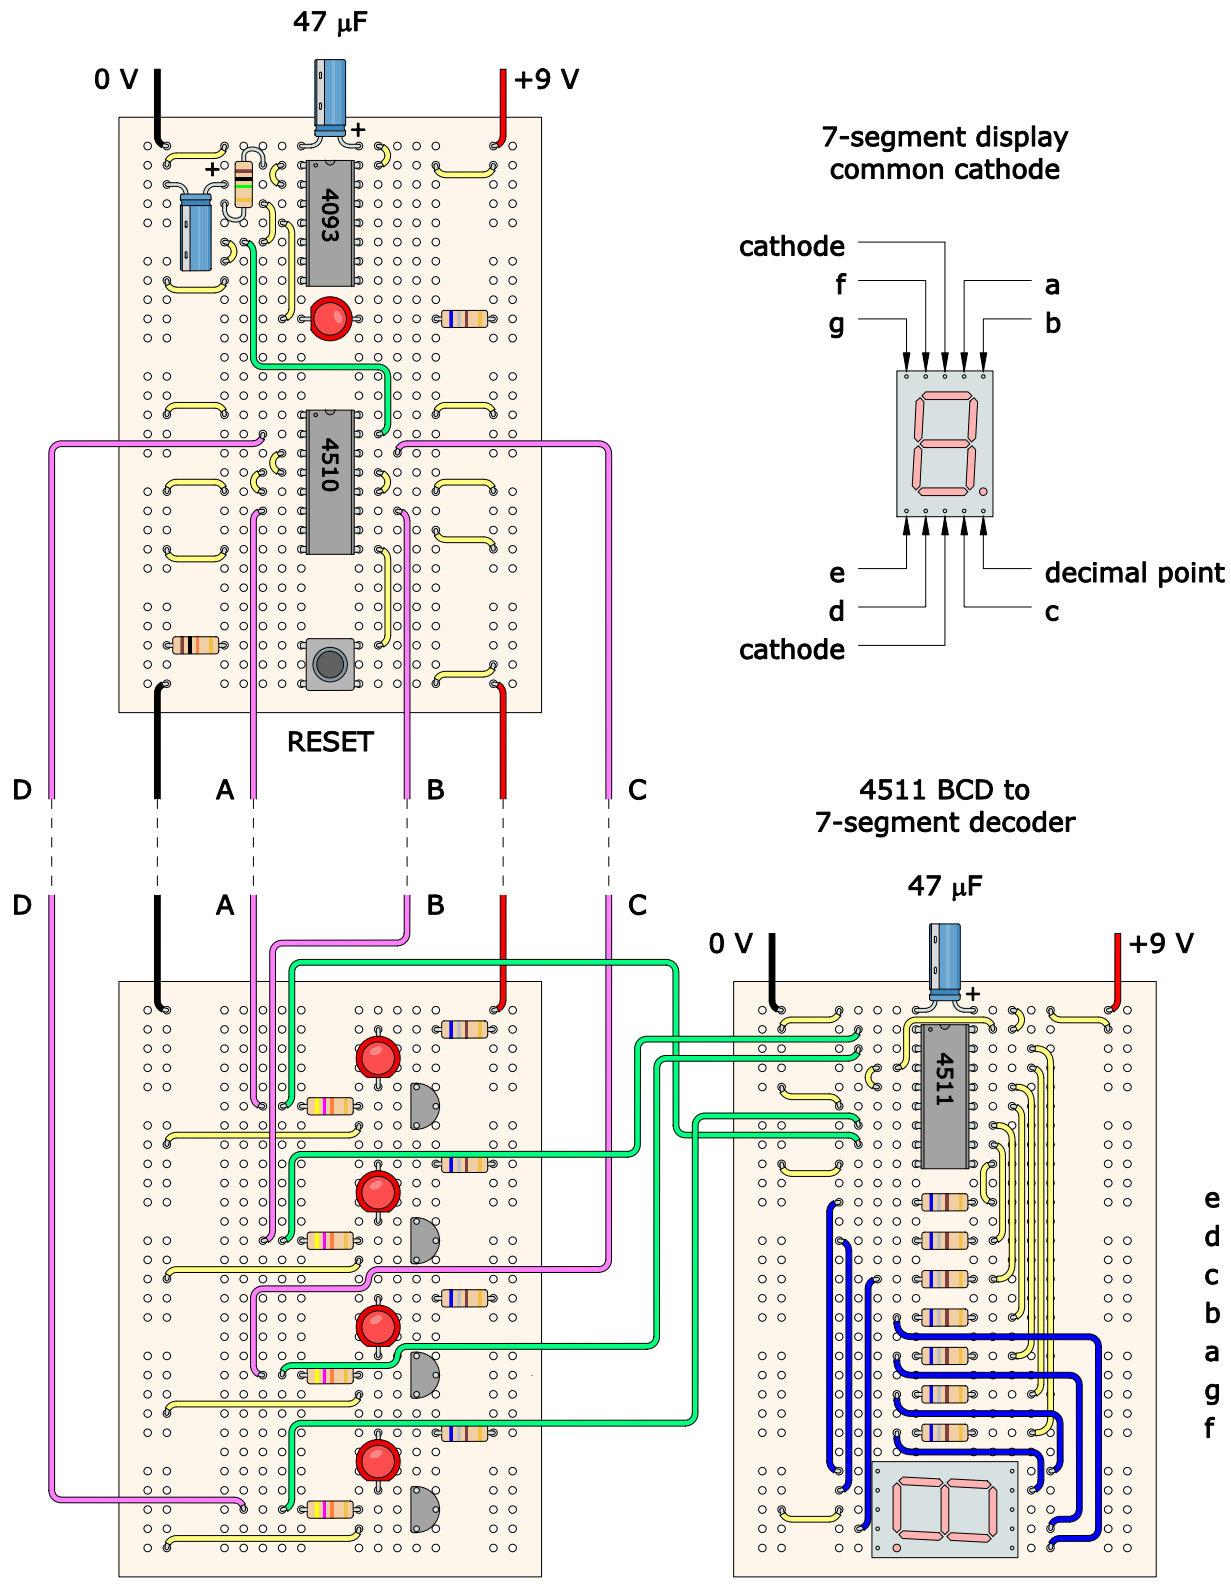 47 µF
0 V
+9 V
+
+
4093
4510
RESET
D
A
B
C
7-segment display
common cathode
cathode
f
g
a
b
e
d
cathode
decimal point
c
4511 BCD to
7-segment decoder
D
A
B
C
47 µF
0 V
+9 V
+
4511
e
d
c
b
a
g
f